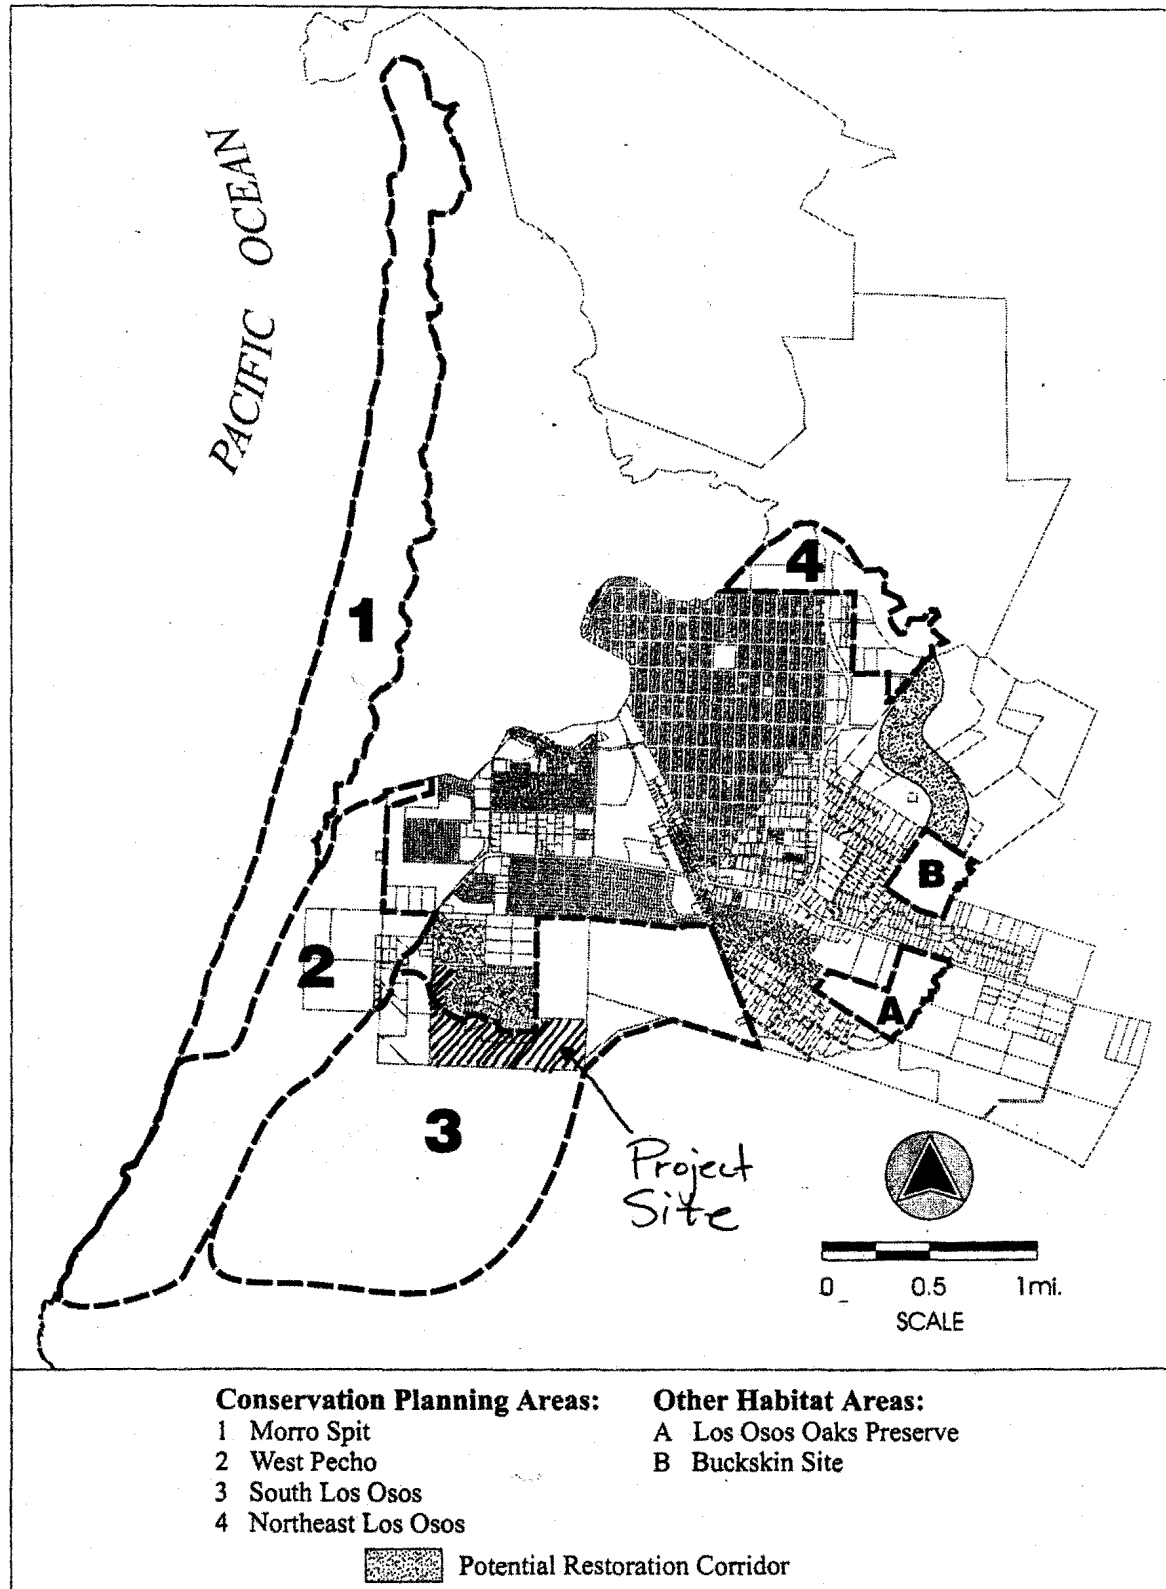 PACIFIC OCEAN
1
4
B
2
A
3
Project
Site
0 0.5 1mi.
SCALE
Conservation Planning Areas:
1 Morro Spit
2 West Pecho
3 South Los Osos
4 Northeast Los Osos
Other Habitat Areas:
A Los Osos Oaks Preserve
B Buckskin Site
Potential Restoration Corridor